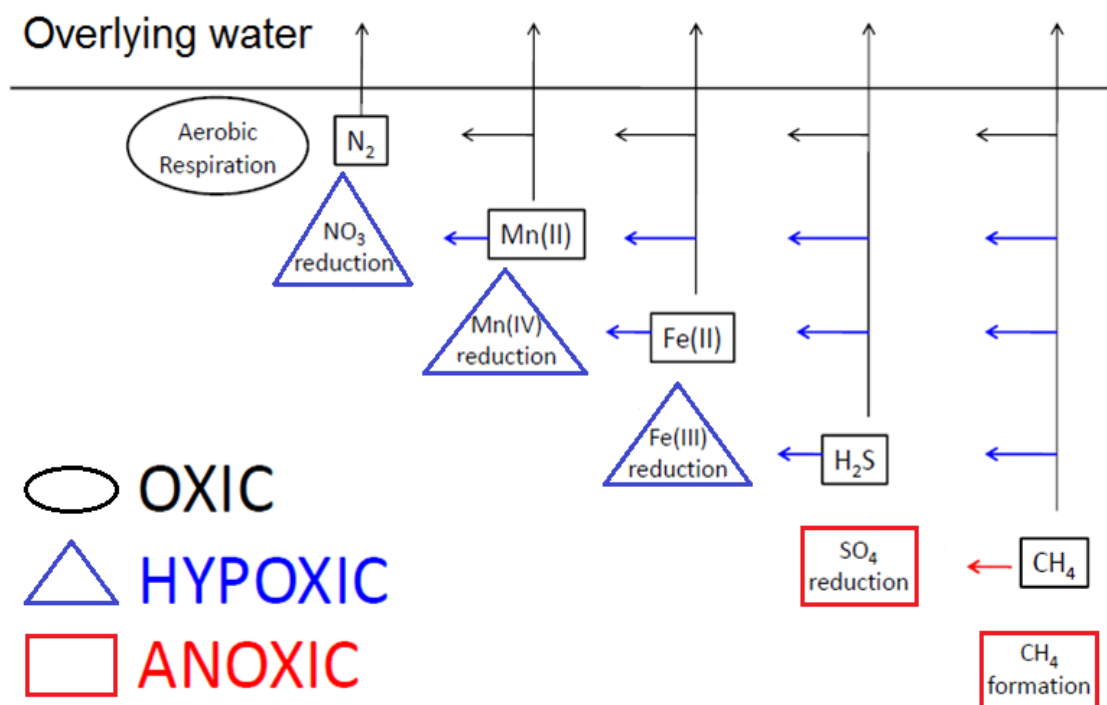 Overlying water
Aerobic
Respiration
N₂
NO₃
reduction
Mn(II)
Mn(IV)
reduction
Fe(II)
Fe(III)
reduction
H₂S
SO₄
reduction
CH₄
CH₄
formation
OXIC
HYPOXIC
ANOXIC